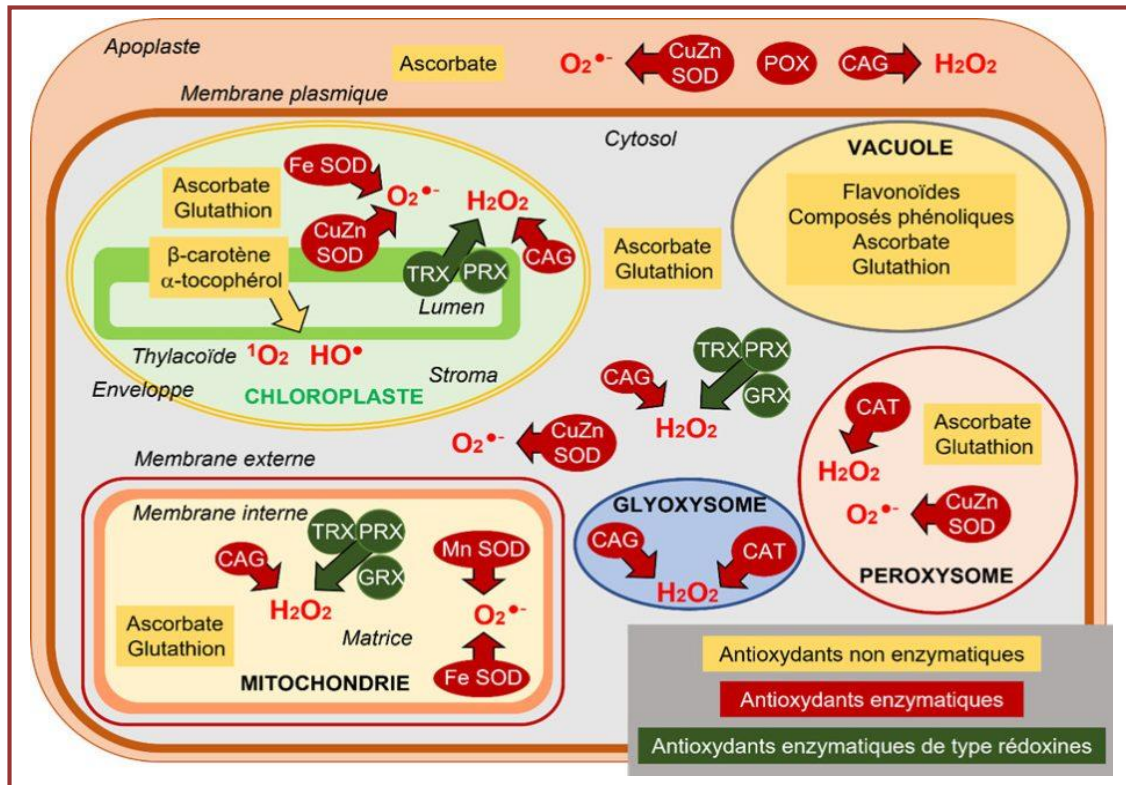 Apoplaste
Ascorbate
O₂•-
CuZn
SOD
POX
CAG
H₂O₂
Membrane plasmique
Cytosol
Ascorbate
Glutathion
Fe SOD
O₂•-
H₂O₂
CuZn
SOD
β-carotène
α-tocophérol
TRX
PRX
CAG
Lumen
Thylacoïde
¹O₂
HO•
Stroma
Enveloppe
CHLOROPLASTE
VACUOLE
Flavonoïdes
Composés phénoliques
Ascorbate
Glutathion
Ascorbate
Glutathion
TRX
PRX
CAG
GRX
H₂O₂
O₂•-
CuZn
SOD
CAT
Ascorbate
Glutathion
H₂O₂
O₂•-
CuZn
SOD
PEROXYSOME
GLYOXYSOME
CAG
CAT
H₂O₂
Membrane externe
Membrane interne
TRX
PRX
CAG
GRX
H₂O₂
Mn SOD
O₂•-
Fe SOD
Ascorbate
Glutathion
Matrice
MITOCHONDRIE
Antioxydants non enzymatiques
Antioxydants enzymatiques
Antioxydants enzymatiques de type rédoxines